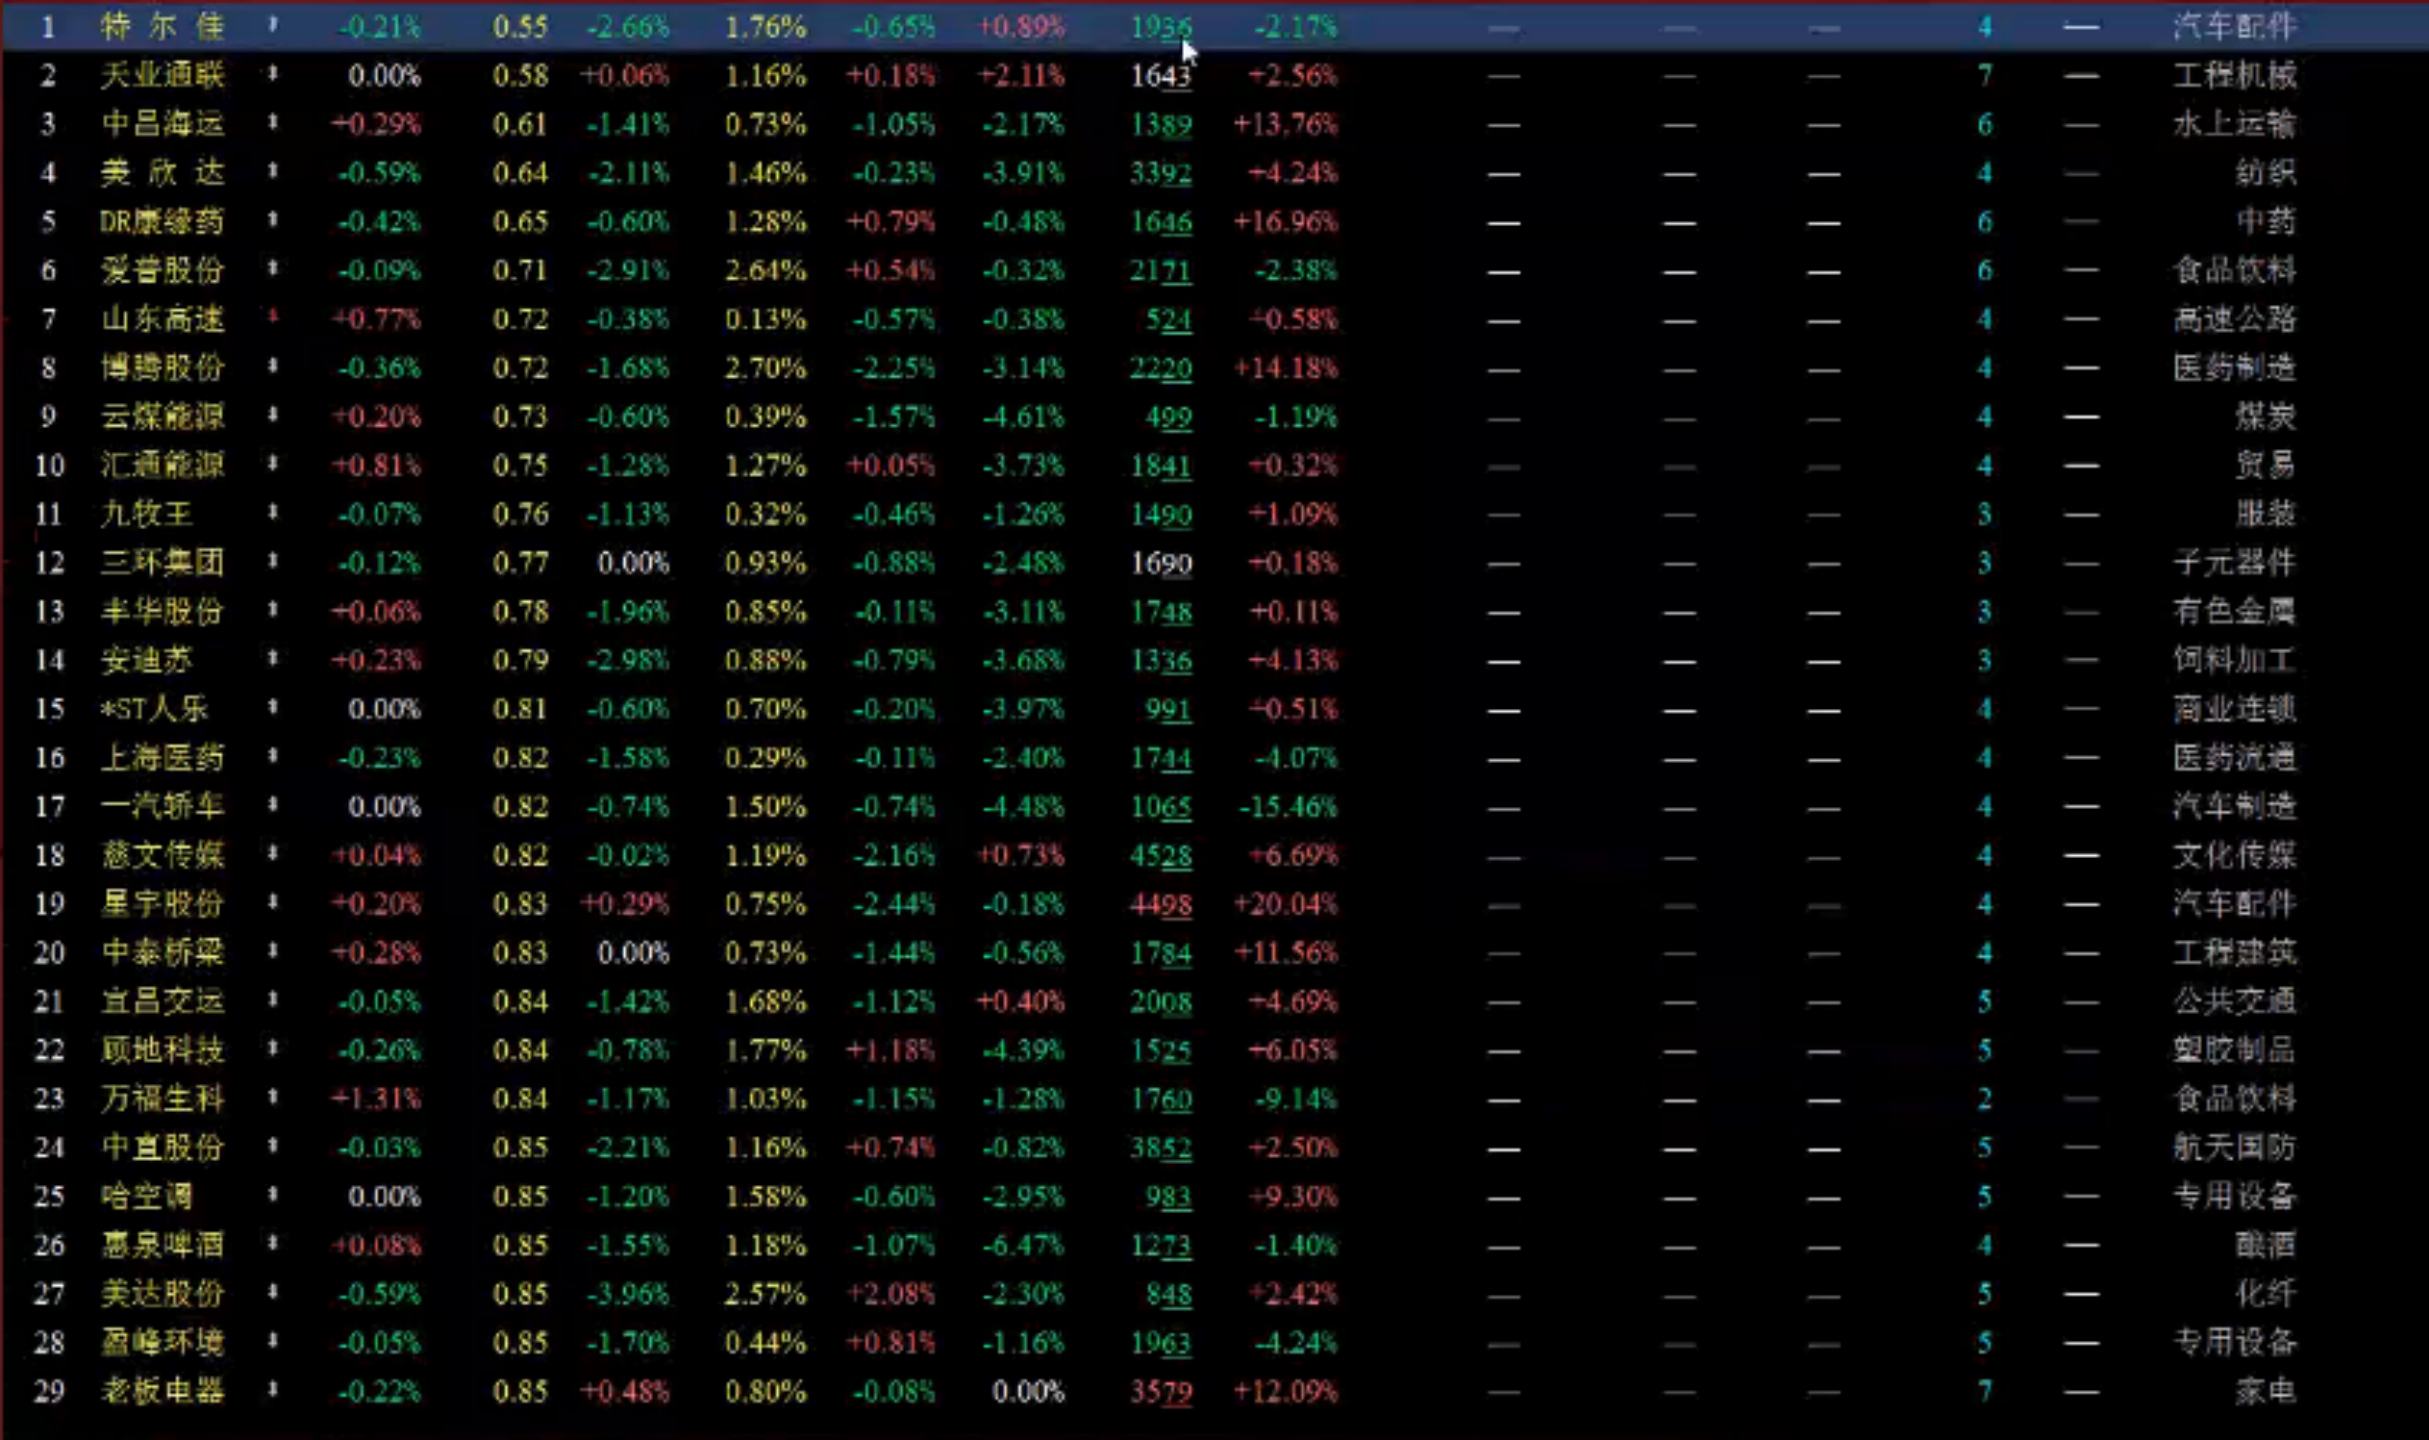 1 特尔佳 -0.21% 0.55 -2.66% 1.76% -0.65% +0.89% 1936 -2.17% — — — 4 — 汽车配件
2 天业通联 0.00% 0.58 +0.06% 1.16% +0.18% +2.11% 1643 +2.56% — — — 7 — 工程机械
3 中昌海运 +0.29% 0.61 -1.41% 0.73% -1.05% -2.17% 1389 +13.76% — — — 6 — 水上运输
4 美欣达 -0.59% 0.64 -2.11% 1.46% -0.23% -3.91% 3392 +4.24% — — — 4 — 纺织
5 DR康缘药 -0.42% 0.65 -0.60% 1.28% +0.79% -0.48% 1646 +16.96% — — — 6 — 中药
6 爱普股份 -0.09% 0.71 -2.91% 2.64% +0.54% -0.32% 2171 -2.38% — — — 6 — 食品饮料
7 山东高速 +0.77% 0.72 -0.38% 0.13% -0.57% -0.38% 524 +0.58% — — — 4 — 高速公路
8 博腾股份 -0.36% 0.72 -1.68% 2.70% -2.25% -3.14% 2220 +14.18% — — — 4 — 医药制造
9 云煤能源 +0.20% 0.73 -0.60% 0.39% -1.57% -4.61% 499 -1.19% — — — 4 — 煤炭
10 汇通能源 +0.81% 0.75 -1.28% 1.27% +0.05% -3.73% 1841 +0.32% — — — 4 — 贸易
11 九牧王 -0.07% 0.76 -1.13% 0.32% -0.46% -1.26% 1490 +1.09% — — — 3 — 服装
12 三环集团 -0.12% 0.77 0.00% 0.93% -0.88% -2.48% 1690 +0.18% — — — 3 — 子元器件
13 丰华股份 +0.06% 0.78 -1.96% 0.85% -0.11% -3.11% 1748 +0.11% — — — 3 — 有色金属
14 安迪苏 +0.23% 0.79 -2.98% 0.88% -0.79% -3.68% 1336 +4.13% — — — 3 — 饲料加工
15 *ST人乐 0.00% 0.81 -0.60% 0.70% -0.20% -3.97% 991 +0.51% — — — 4 — 商业连锁
16 上海医药 -0.23% 0.82 -1.58% 0.29% -0.11% -2.40% 1744 -4.07% — — — 4 — 医药流通
17 一汽轿车 0.00% 0.82 -0.74% 1.50% -0.74% -4.48% 1065 -15.46% — — — 4 — 汽车制造
18 慈文传媒 +0.04% 0.82 -0.02% 1.19% -2.16% +0.73% 4528 +6.69% — — — 4 — 文化传媒
19 星宇股份 +0.20% 0.83 +0.29% 0.75% -2.44% -0.18% 4498 +20.04% — — — 4 — 汽车配件
20 中泰桥梁 +0.28% 0.83 0.00% 0.73% -1.44% -0.56% 1784 +11.56% — — — 4 — 工程建筑
21 宜昌交运 -0.05% 0.84 -1.42% 1.68% -1.12% +0.40% 2008 +4.69% — — — 5 — 公共交通
22 顾地科技 -0.26% 0.84 -0.78% 1.77% +1.18% -4.39% 1525 +6.05% — — — 5 — 塑胶制品
23 万福生科 +1.31% 0.84 -1.17% 1.03% -1.15% -1.28% 1760 -9.14% — — — 2 — 食品饮料
24 中直股份 -0.03% 0.85 -2.21% 1.16% +0.74% -0.82% 3852 +2.50% — — — 5 — 航天国防
25 哈空调 0.00% 0.85 -1.20% 1.58% -0.60% -2.95% 983 +9.30% — — — 5 — 专用设备
26 惠泉啤酒 +0.08% 0.85 -1.55% 1.18% -1.07% -6.47% 1273 -1.40% — — — 4 — 酿酒
27 美达股份 -0.59% 0.85 -3.96% 2.57% +2.08% -2.30% 848 +2.42% — — — 5 — 化纤
28 盈峰环境 -0.05% 0.85 -1.70% 0.44% +0.81% -1.16% 1963 -4.24% — — — 5 — 专用设备
29 老板电器 -0.22% 0.85 +0.48% 0.80% -0.08% 0.00% 3579 +12.09% — — — 7 — 家电